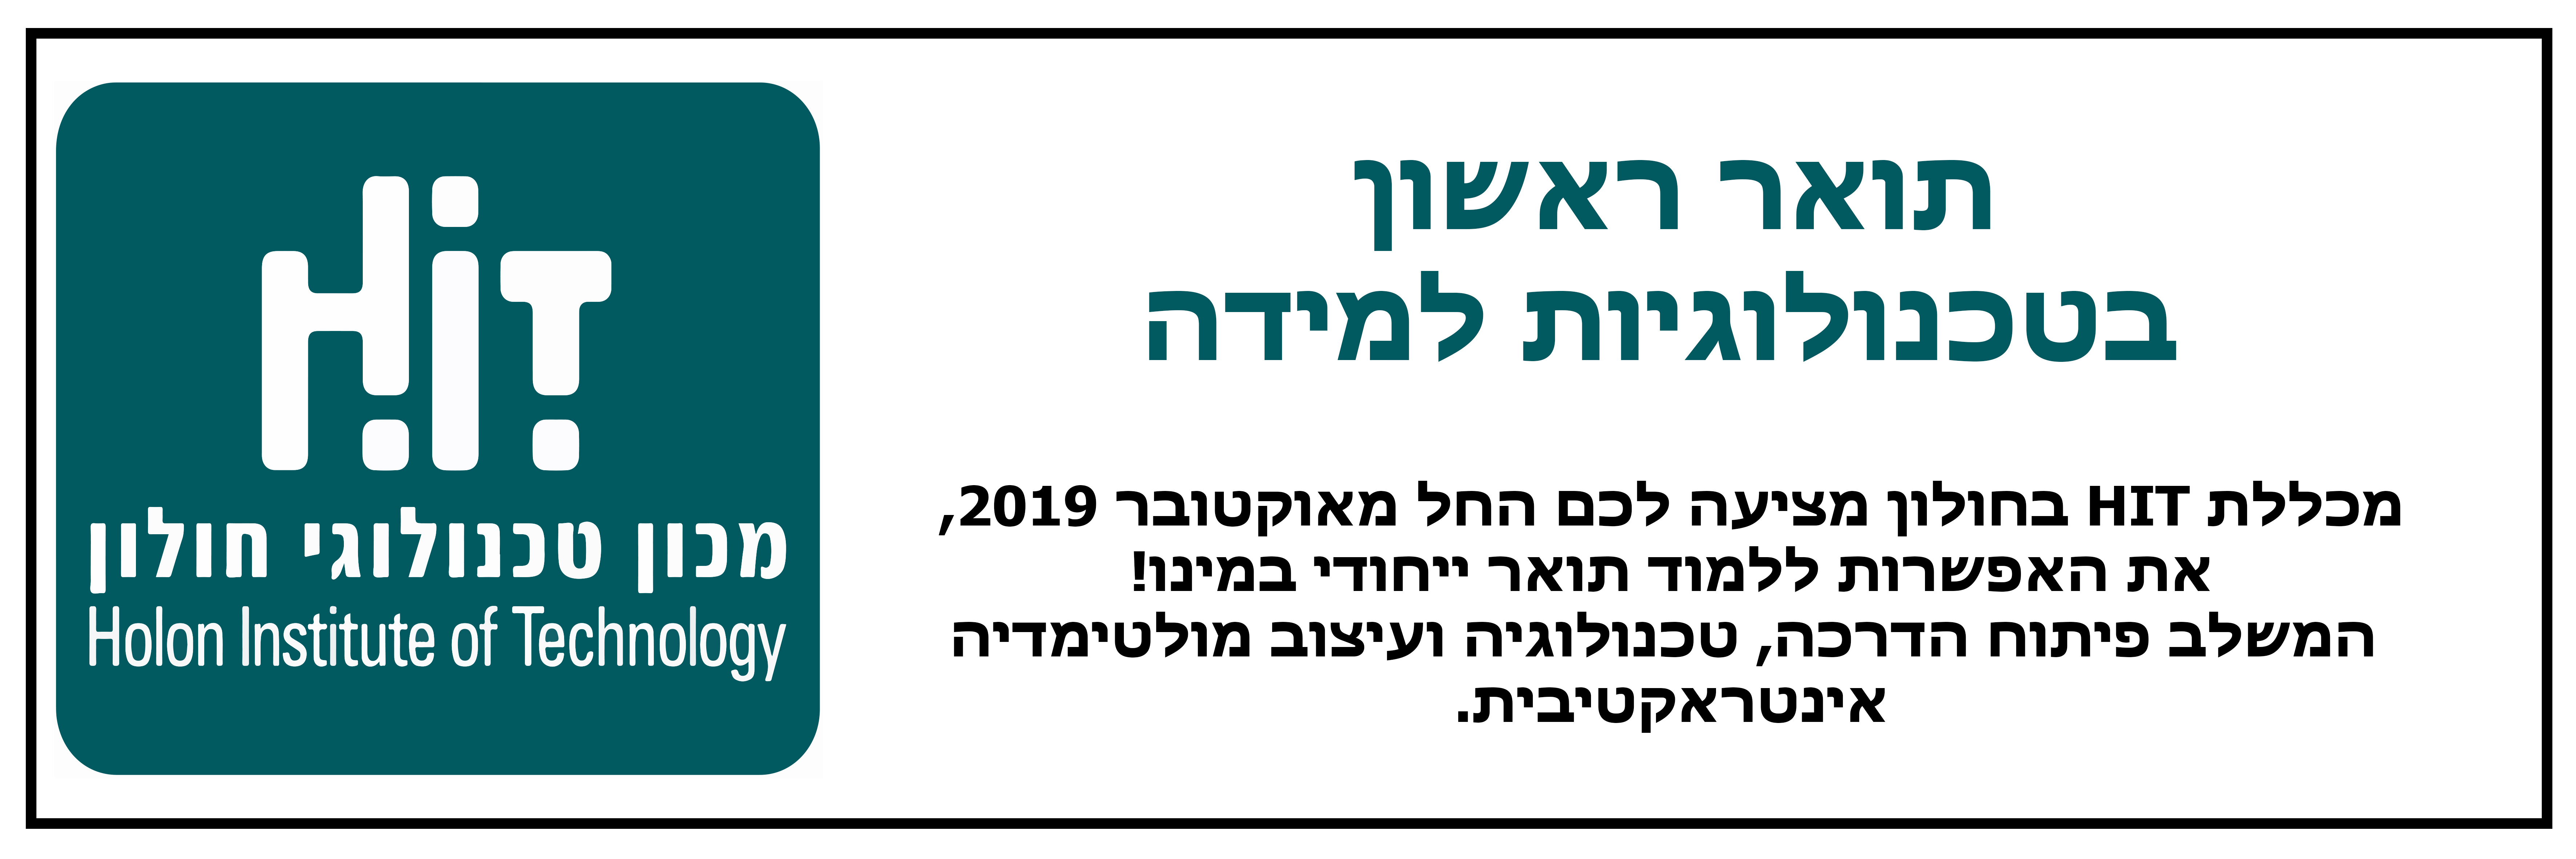 תואר ראשון
בטכנולוגיות למידה
מכללת HIT בחולון מציעה לכם החל מאוקטובר 2019,
את האפשרות ללמוד תואר ייחודי במינו!
המשלב פיתוח הדרכה, טכנולוגיה ועיצוב מולטימדיה
אינטראקטיבית.
HiT
מכון טכנולוגי חולון
Holon Institute of Technology